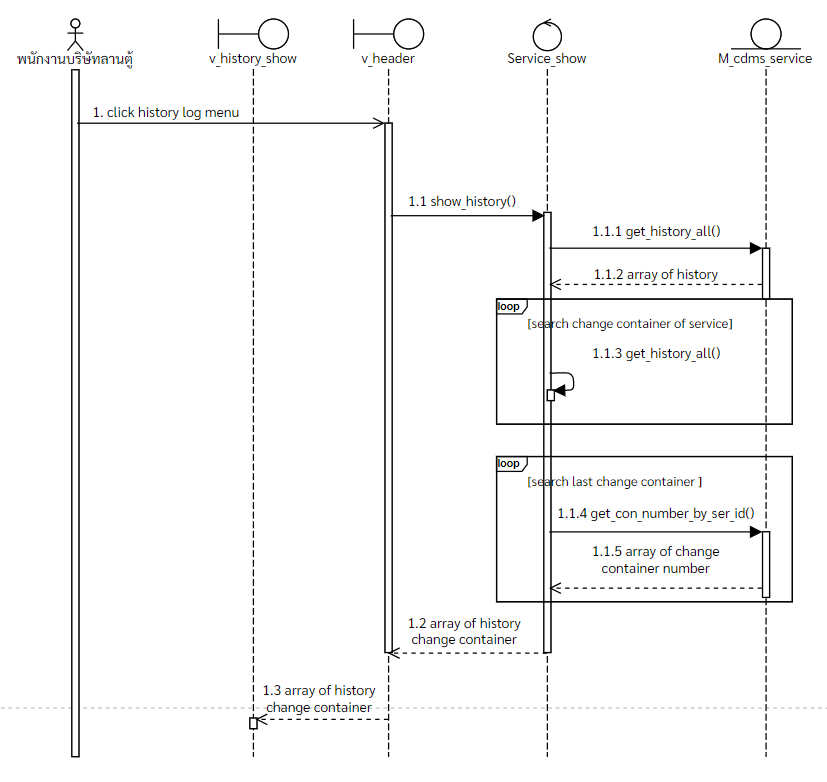 พนักงานบริษัทลานตู้
v_history_show
v_header
Service_show
M_cdms_service
1. click history log menu
1.1 show_history()
1.1.1 get_history_all()
1.1.2 array of history
loop
[search change container of service]
1.1.3 get_history_all()
loop
[search last change container ]
1.1.4 get_con_number_by_ser_id()
1.1.5 array of change
container number
1.2 array of history
change container
1.3 array of history
change container